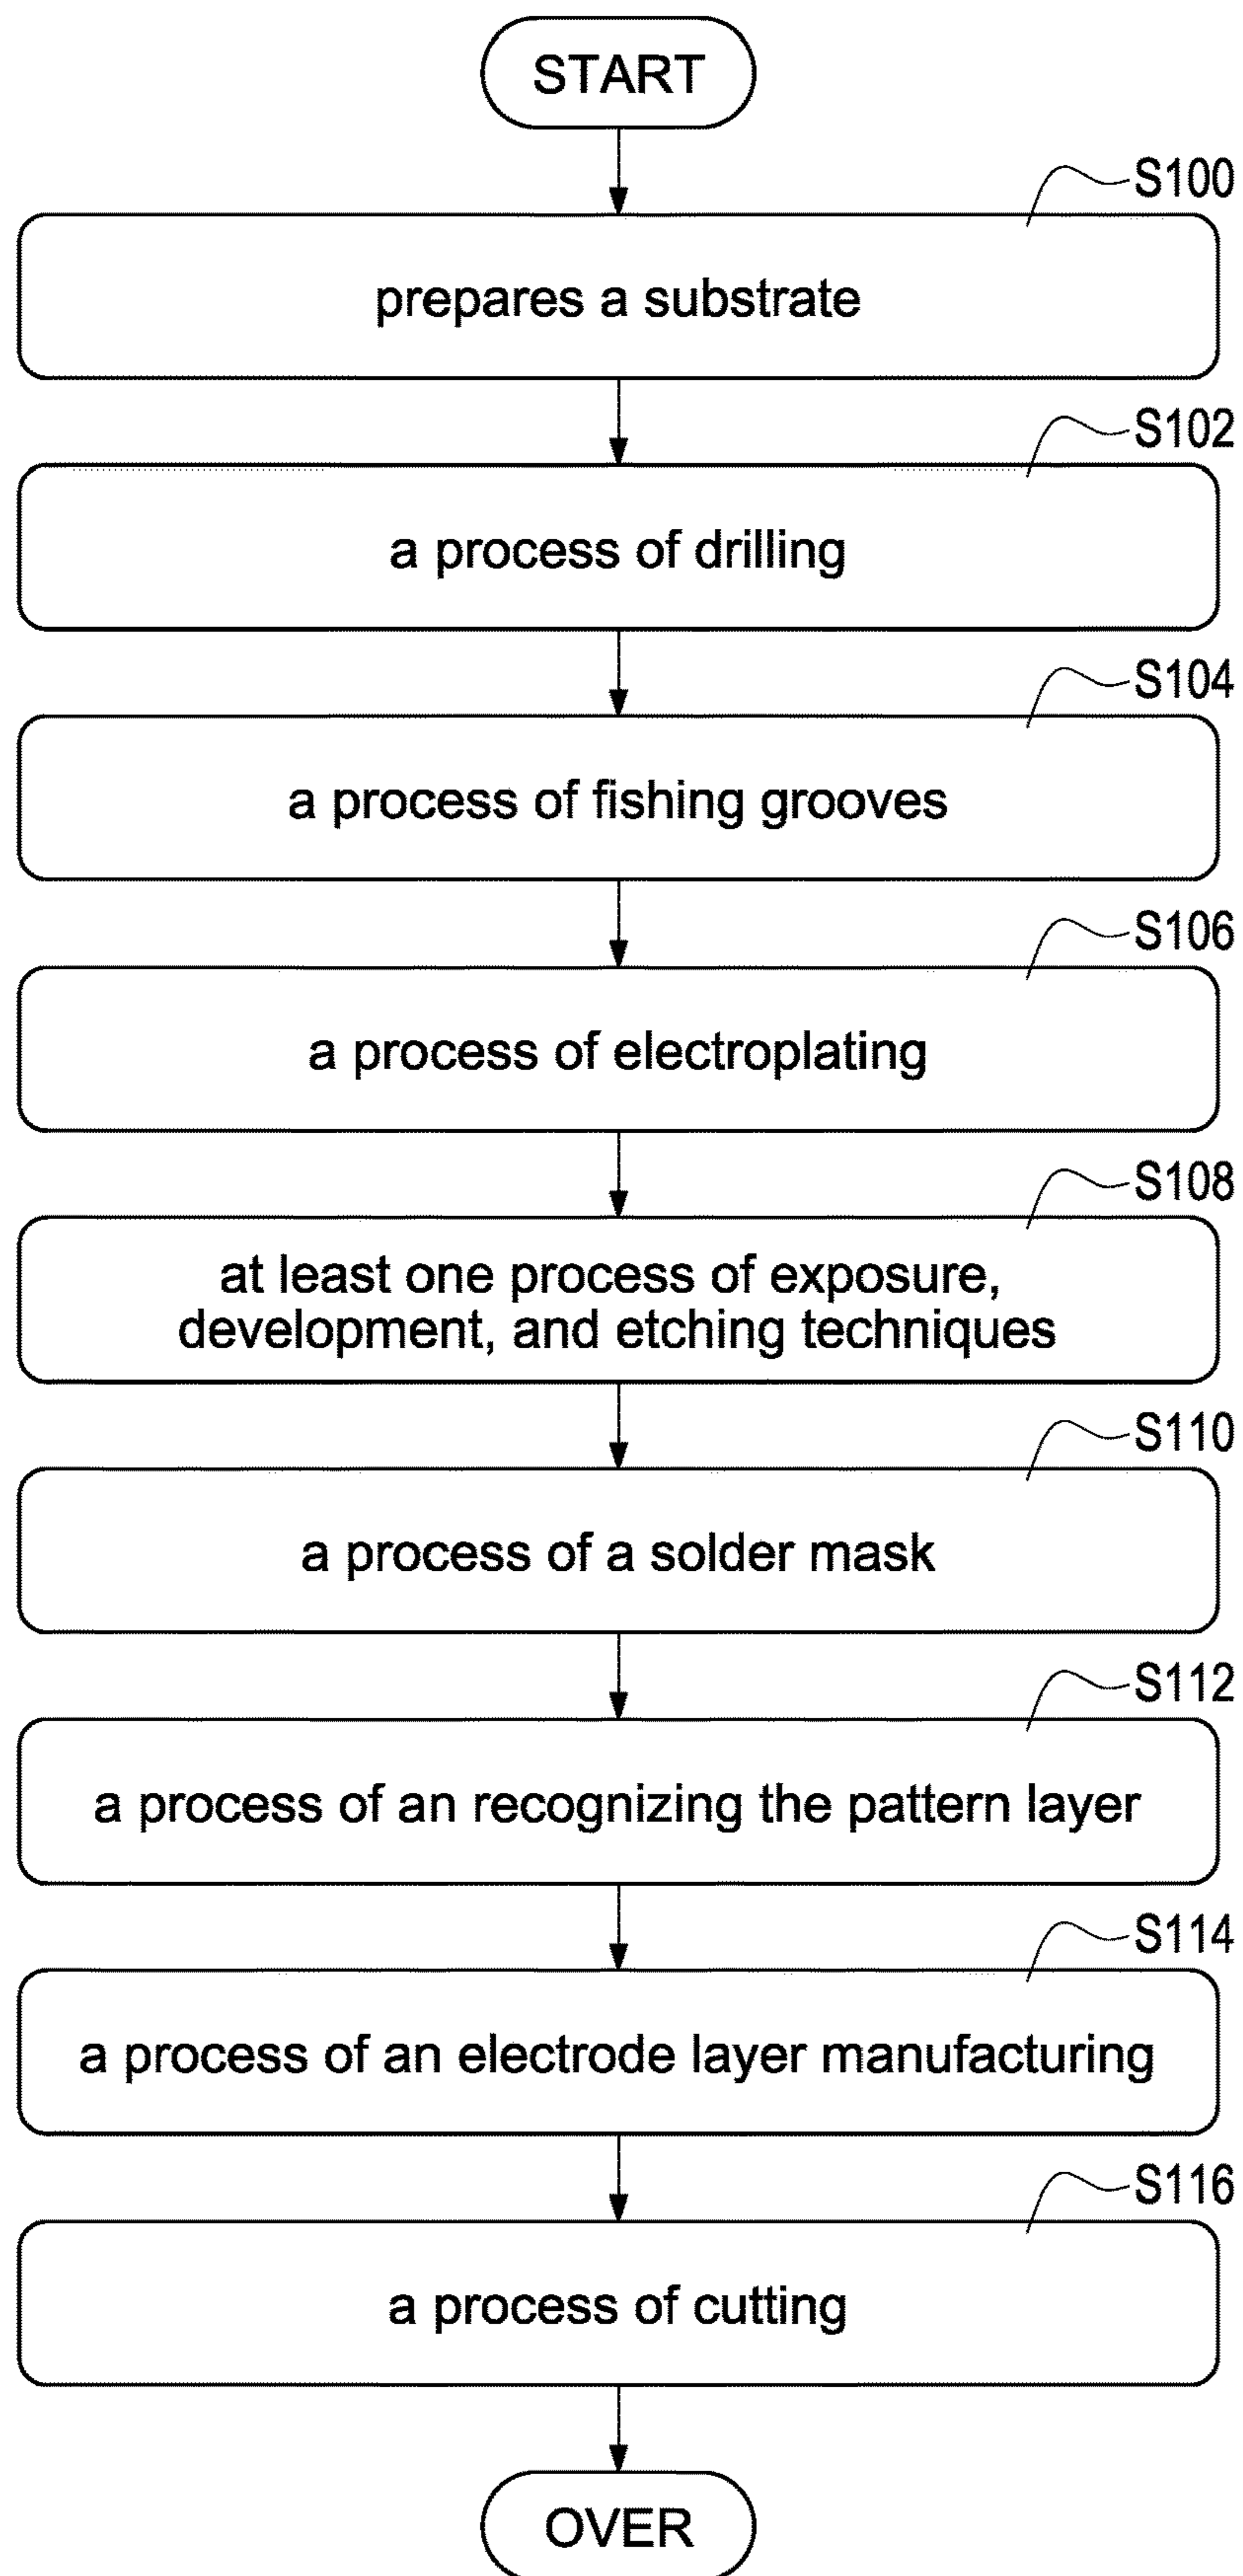 START
S100
prepares a substrate
S102
a process of drilling
S104
a process of fishing grooves
S106
a process of electroplating
S108
at least one process of exposure,
development, and etching techniques
S110
a process of a solder mask
S112
a process of an recognizing the pattern layer
S114
a process of an electrode layer manufacturing
S116
a process of cutting
OVER